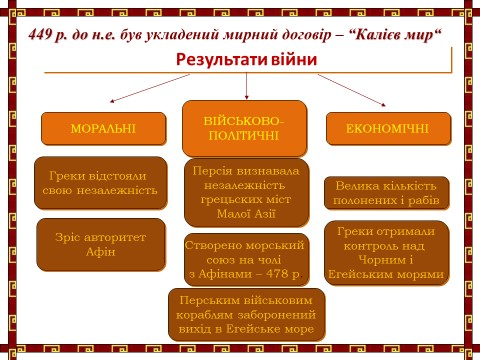 449 р. до н.е. був укладений мирний договір – “Калієв мир“
Результати війни
МОРАЛЬНІ
Греки відстояли
свою незалежність
Зріс авторитет
Афін
ВІЙСЬКОВО-
ПОЛІТИЧНІ
Персія визнавала
незалежність
грецьских міст
Малої Азії
Створено морський
союз на чолі
з Афінами – 478 р
Перським військовим
кораблям заборонений
вихід в Егейське море
ЕКОНОМІЧНІ
Велика кількість
полонених і рабів
Греки отримали
контроль над
Чорним і
Егейським морями